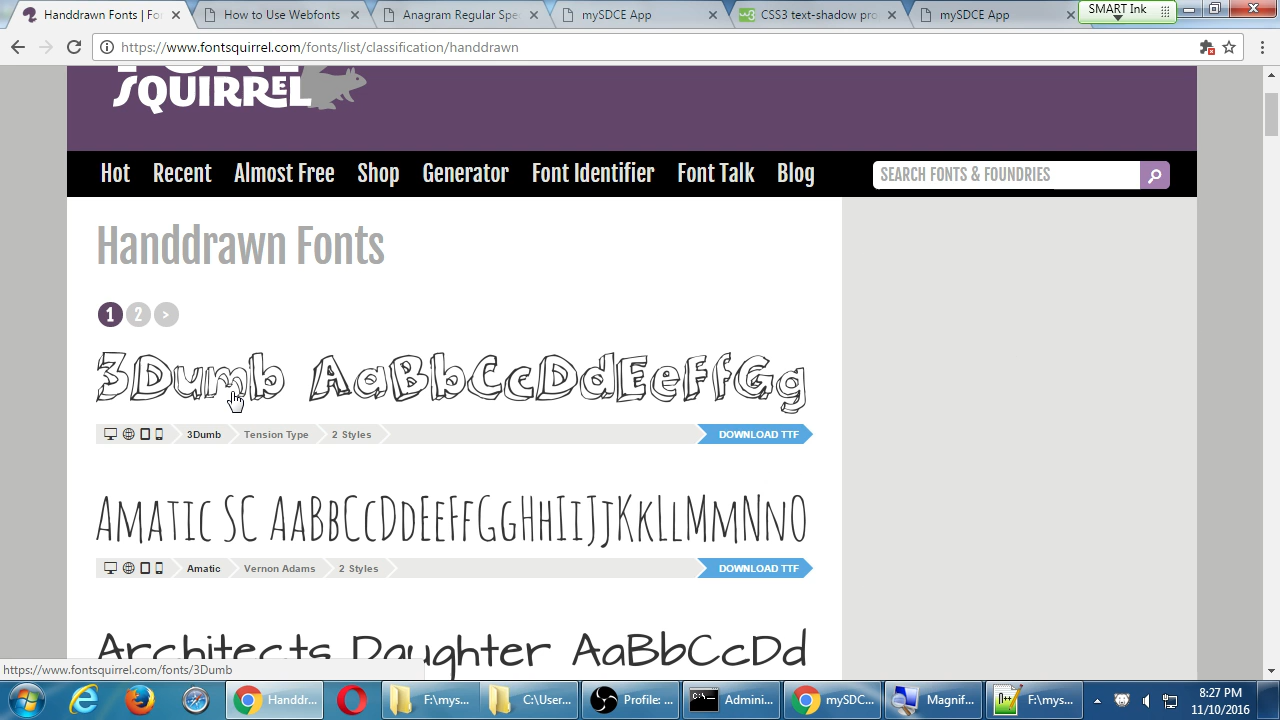 Handdrawn Fonts | Fo
How to Use Webfonts
Anagram Regular Spe
mySDCE App
CSS3 text-shadow pro
mySDCE App
SMART Ink
https://www.fontsquirrel.com/fonts/list/classification/handdrawn
FONT
SQUIRREL
Hot Recent Almost Free Shop Generator Font Identifier Font Talk Blog
SEARCH FONTS & FOUNDRIES
Handdrawn Fonts
1 2 >
3Dumb AaBbCcDdEeFfGg
3Dumb Tension Type 2 Styles DOWNLOAD TTF
Amatic SC AaBbCcDdEeFfGgHhIiJjKkLlMmNnO
Amatic Vernon Adams 2 Styles DOWNLOAD TTF
Architects Daughter AaBbCcDd
https://www.fontsquirrel.com/fonts/3Dumb
Handdr...
F:\mys...
C:\User...
Profile: ...
Admini...
mySDC...
Magnif...
F:\mys...
8:27 PM
11/10/2016